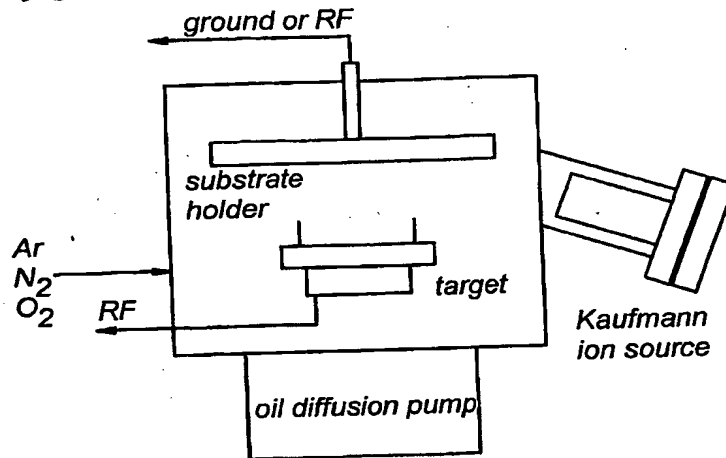 ground or RF
substrate
holder
Ar
N2
O2
RF
target
Kaufmann
ion source
oil diffusion pump